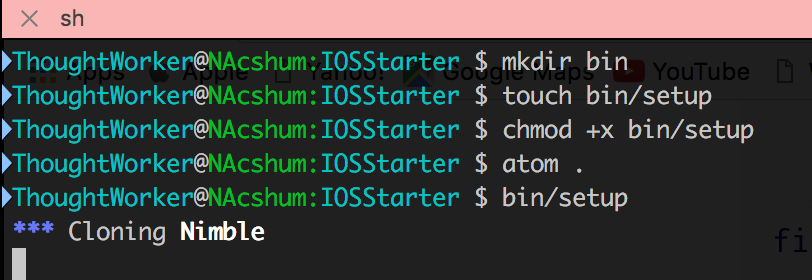 sh
ThoughtWorker@NAcshum:IOSStarter $ mkdir bin
Apps Apple Yahoo! Google Maps YouTube
ThoughtWorker@NAcshum:IOSStarter $ touch bin/setup
ThoughtWorker@NAcshum:IOSStarter $ chmod +x bin/setup
ThoughtWorker@NAcshum:IOSStarter $ atom .
ThoughtWorker@NAcshum:IOSStarter $ bin/setup
*** Cloning Nimble
fi